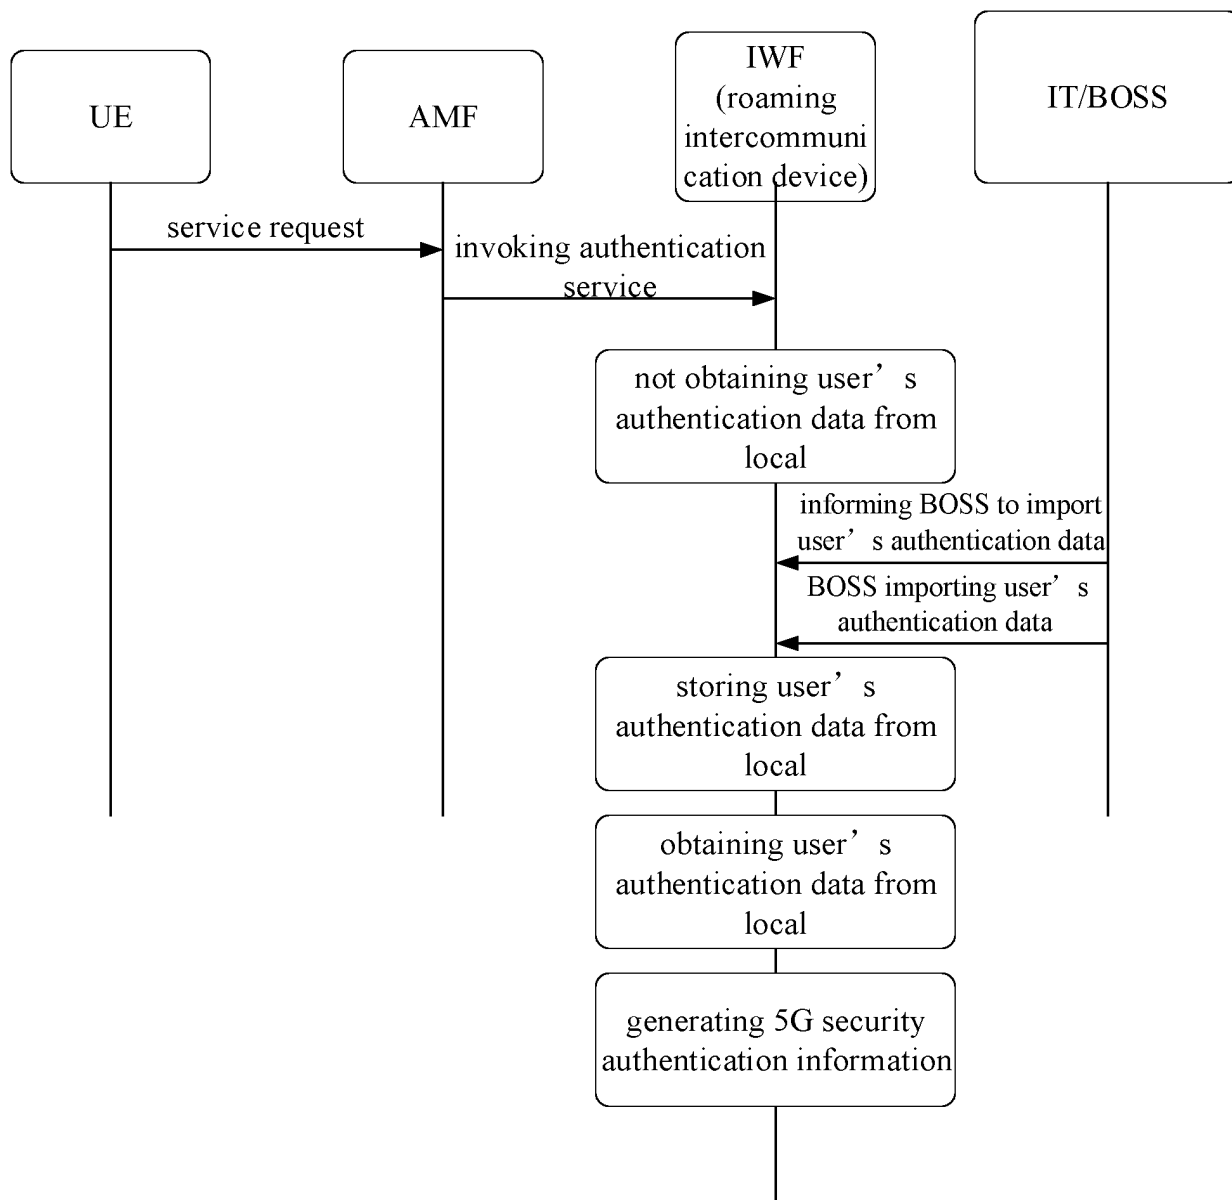 UE
AMF
IWF
(roaming
intercommuni
cation device)
IT/BOSS
service request
invoking authentication
service
not obtaining user’s
authentication data from
local
informing BOSS to import
user’s authentication data
BOSS importing user’s
authentication data
storing user’s
authentication data from
local
obtaining user’s
authentication data from
local
generating 5G security
authentication information